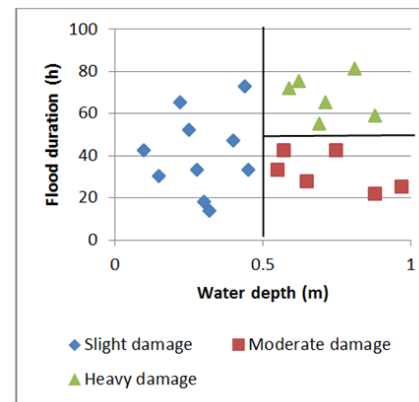 100
80
60
40
20
0
Flood duration (h)
0 0.5 1
Water depth (m)
Slight damage Moderate damage
Heavy damage